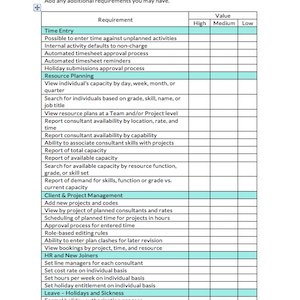 Add any additional requirements you may have.
Value
Requirement
High Medium Low
Time Entry
Possible to enter time against unplanned activities
Internal activity defaults to non-charge
Automated timesheet approval process
Automated timesheet reminders
Holiday submissions approval process
Resource Planning
View individual's capacity by day, week, month, or
quarter
Search for individuals based on grade, skill, name, or
job title
View resource plans at a Team and/or Project level
Report consultant availability by location, rate, and
time
Report consultant availability by capability
Ability to associate consultant skills with projects
Report of total capacity
Report of available capacity
Search for available capacity by resource function,
grade, or skill set
Report of demand for skills, function or grade vs.
current capacity
Client & Project Management
Add new projects and codes
View by project of planned consultants and rates
Scheduling of planned time for projects in hours
Approval process for entered time
Role-based editing rules
Ability to enter plan clashes for later revision
View bookings by project, time, and resource
HR and New Joiners
Set line managers for each consultant
Set cost rate on individual basis
Set hours per week on individual basis
Set holiday entitlement on individual basis
Leave – Holidays and Sickness